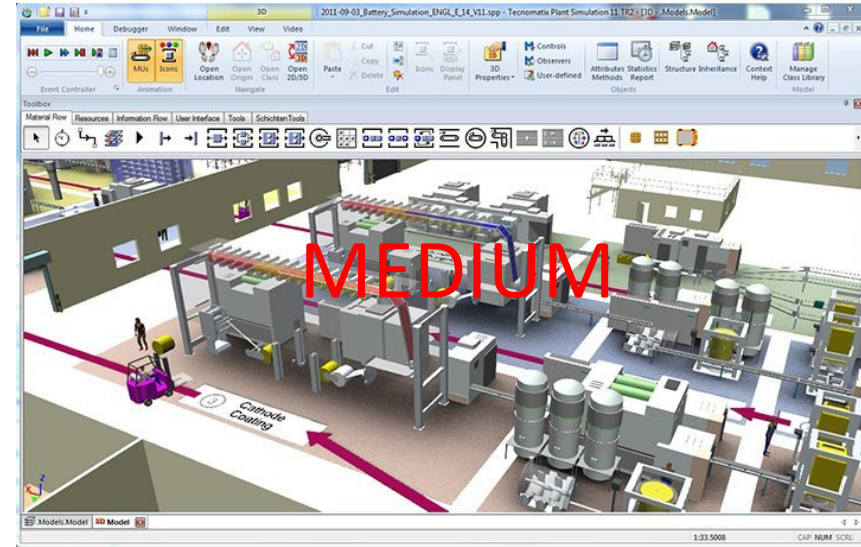 3D
2011-09-03_Battery_Simulation_ENGL_E_14_V11.spp - Tecnomatix Plant Simulation 11 TR2 - [3D - .Models.Model]
File Home Debugger Window Edit View Video
MUs Icons
Open Location
Open Origin
Open Class
Open 2D/3D
Paste
Cut
Copy
Delete
Icons
Display Panel
3D Properties
Controls
Observers
User-defined
Attributes Methods
Statistics Report
Structure
Inheritance
Context Help
Manage Class Library
Event Controller Animation Navigate Edit Objects Model
Toolbox
Material Flow Resources Information Flow User Interface Tools SchichtenTools
MEDIUM
3
Cathode
Coating
Z
X
Y
.Models.Model 3D Model
1:33.5008 CAP NUM SCRL